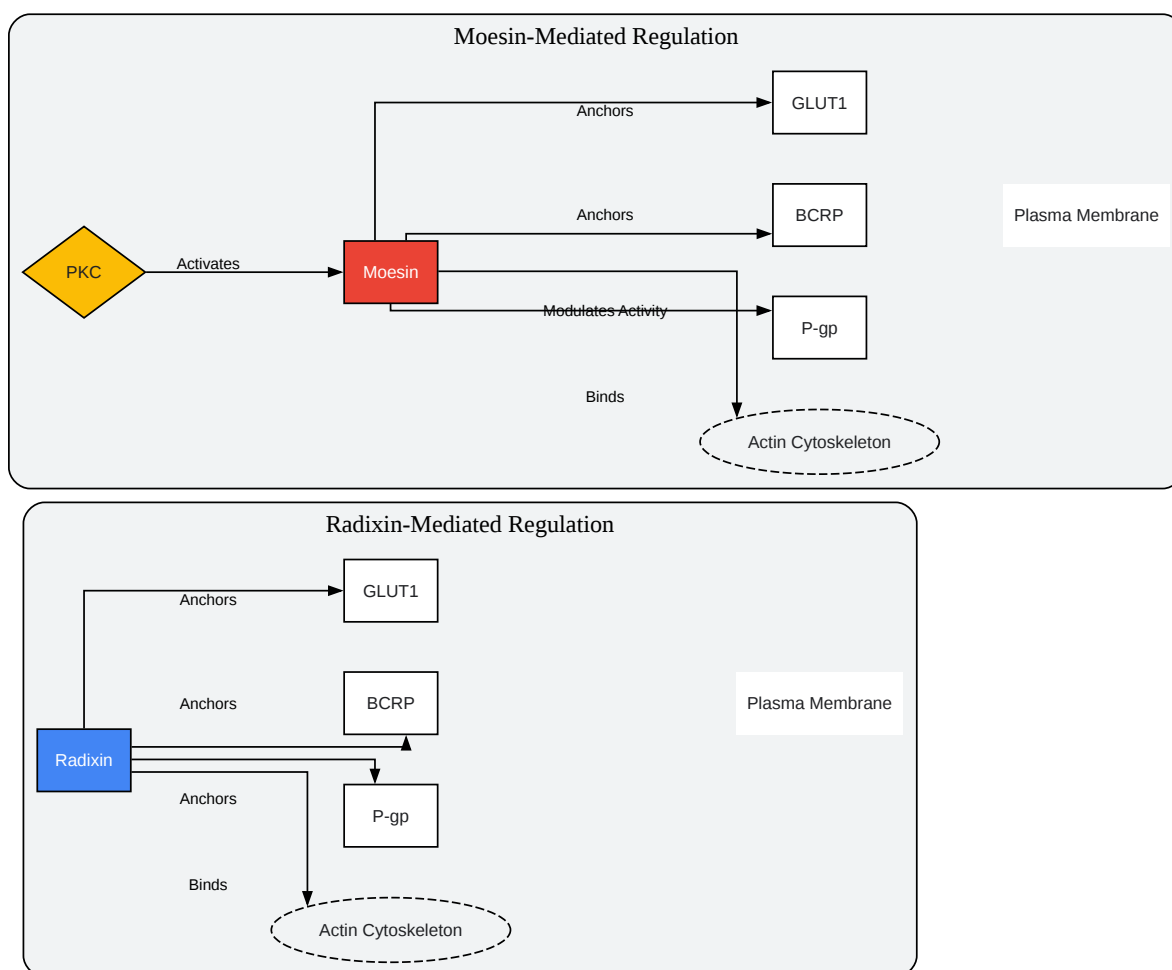 Moesin-Mediated Regulation
GLUT1
Anchors
BCRP
Anchors
Plasma Membrane
PKC
Activates
Moesin
Modulates Activity
P-gp
Binds
Actin Cytoskeleton
Radixin-Mediated Regulation
GLUT1
Anchors
BCRP
Anchors
Plasma Membrane
Radixin
Anchors
P-gp
Binds
Actin Cytoskeleton